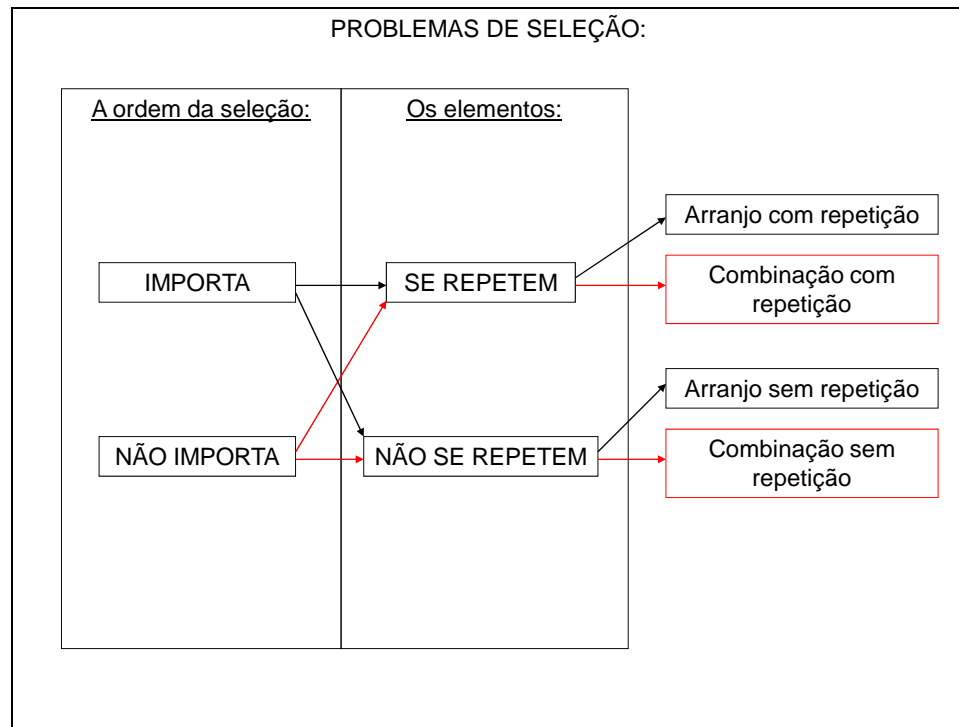 PROBLEMAS DE SELEÇÃO:
A ordem da seleção:
Os elementos:
Arranjo com repetição
IMPORTA
SE REPETEM
Combinação com
repetição
Arranjo sem repetição
NÃO IMPORTA
NÃO SE REPETEM
Combinação sem
repetição